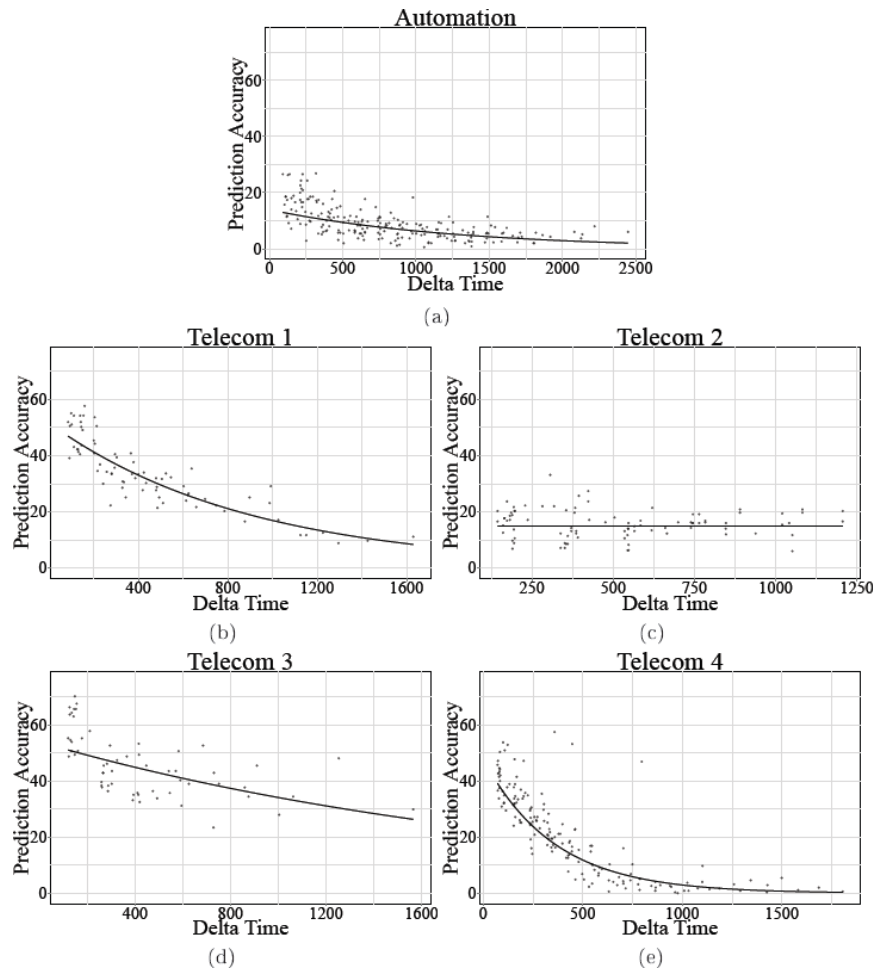 Automation
Prediction Accuracy
60
40
20
0
0 500 1000 1500 2000 2500
Delta Time
(a)
Telecom 1
Prediction Accuracy
60
40
20
0
400 800 1200 1600
Delta Time
(b)
Telecom 2
Prediction Accuracy
60
40
20
0
250 500 750 1000 1250
Delta Time
(c)
Telecom 3
Prediction Accuracy
60
40
20
0
400 800 1200 1600
Delta Time
(d)
Telecom 4
Prediction Accuracy
60
40
20
0
0 500 1000 1500
Delta Time
(e)